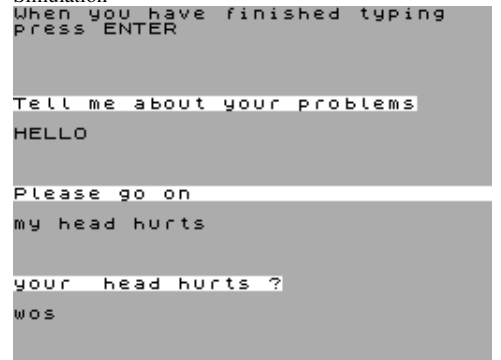 Simulation
When you have finished typing
press ENTER
Tell me about your problems
HELLO
Please go on
my head hurts
your  head hurts ?
wos